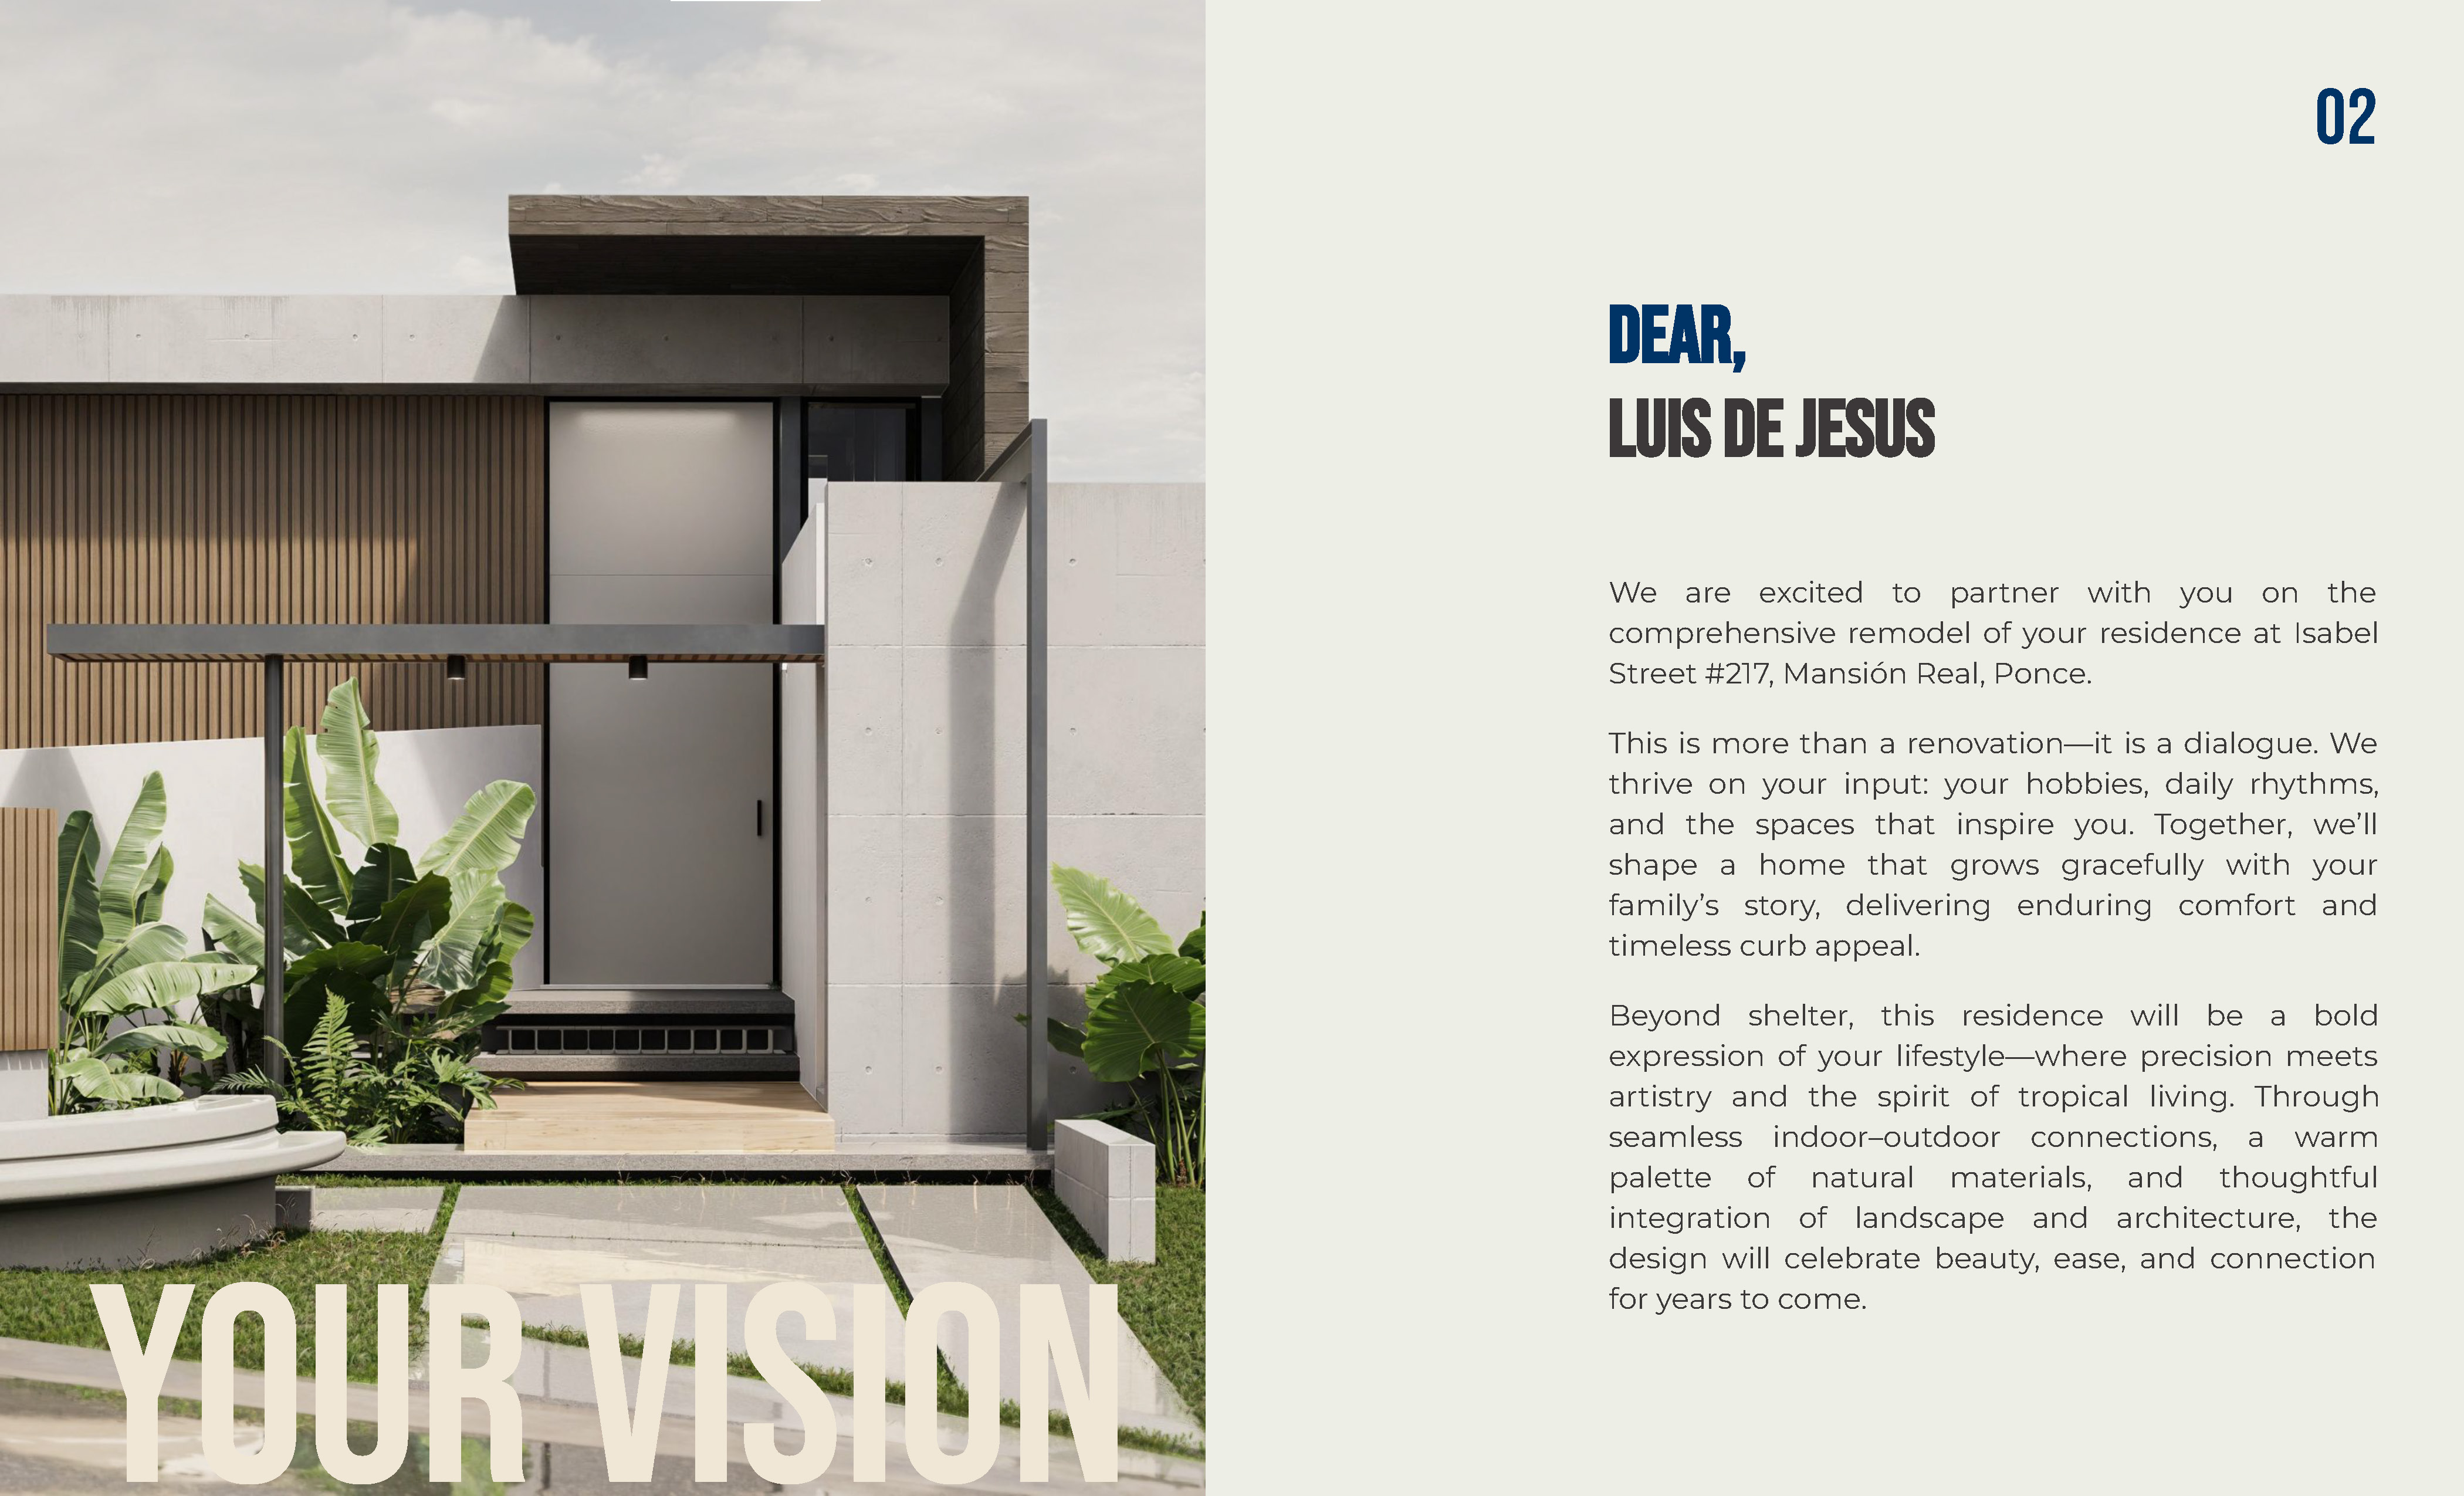 02
DEAR,
LUIS DE JESUS
We are excited to partner with you on the
comprehensive remodel of your residence at Isabel
Street #217, Mansión Real, Ponce.
This is more than a renovation—it is a dialogue. We
thrive on your input: your hobbies, daily rhythms,
and the spaces that inspire you. Together, we’ll
shape a home that grows gracefully with your
family’s story, delivering enduring comfort and
timeless curb appeal.
Beyond shelter, this residence will be a bold
expression of your lifestyle—where precision meets
artistry and the spirit of tropical living. Through
seamless indoor–outdoor connections, a warm
palette of natural materials, and thoughtful
integration of landscape and architecture, the
design will celebrate beauty, ease, and connection
for years to come.
YOUR VISION